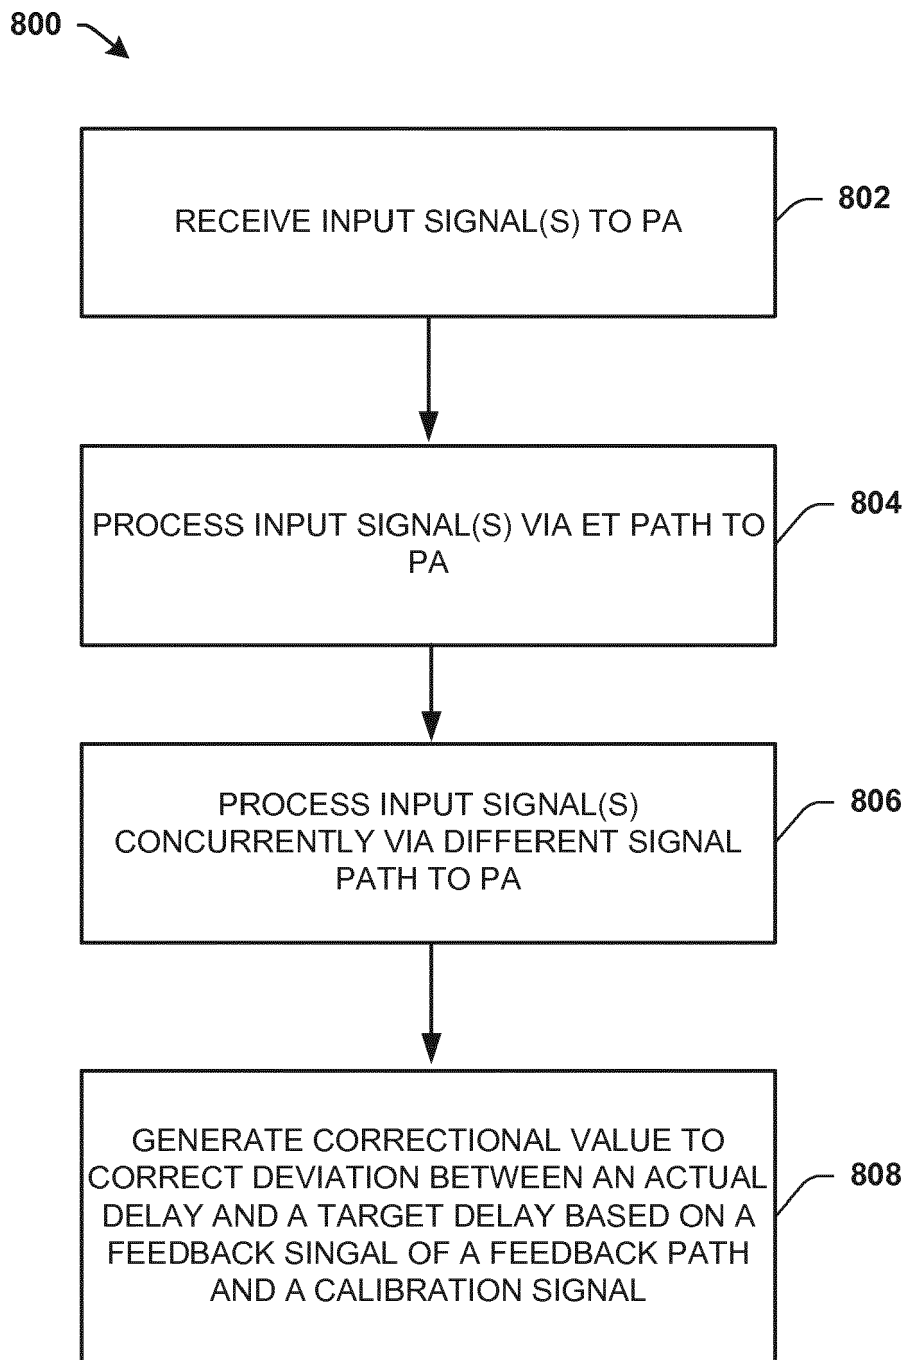 800
RECEIVE INPUT SIGNAL(S) TO PA
802
PROCESS INPUT SIGNAL(S) VIA ET PATH TO
PA
804
PROCESS INPUT SIGNAL(S)
CONCURRENTLY VIA DIFFERENT SIGNAL
PATH TO PA
806
GENERATE CORRECTIONAL VALUE TO
CORRECT DEVIATION BETWEEN AN ACTUAL
DELAY AND A TARGET DELAY BASED ON A
FEEDBACK SINGAL OF A FEEDBACK PATH
AND A CALIBRATION SIGNAL
808